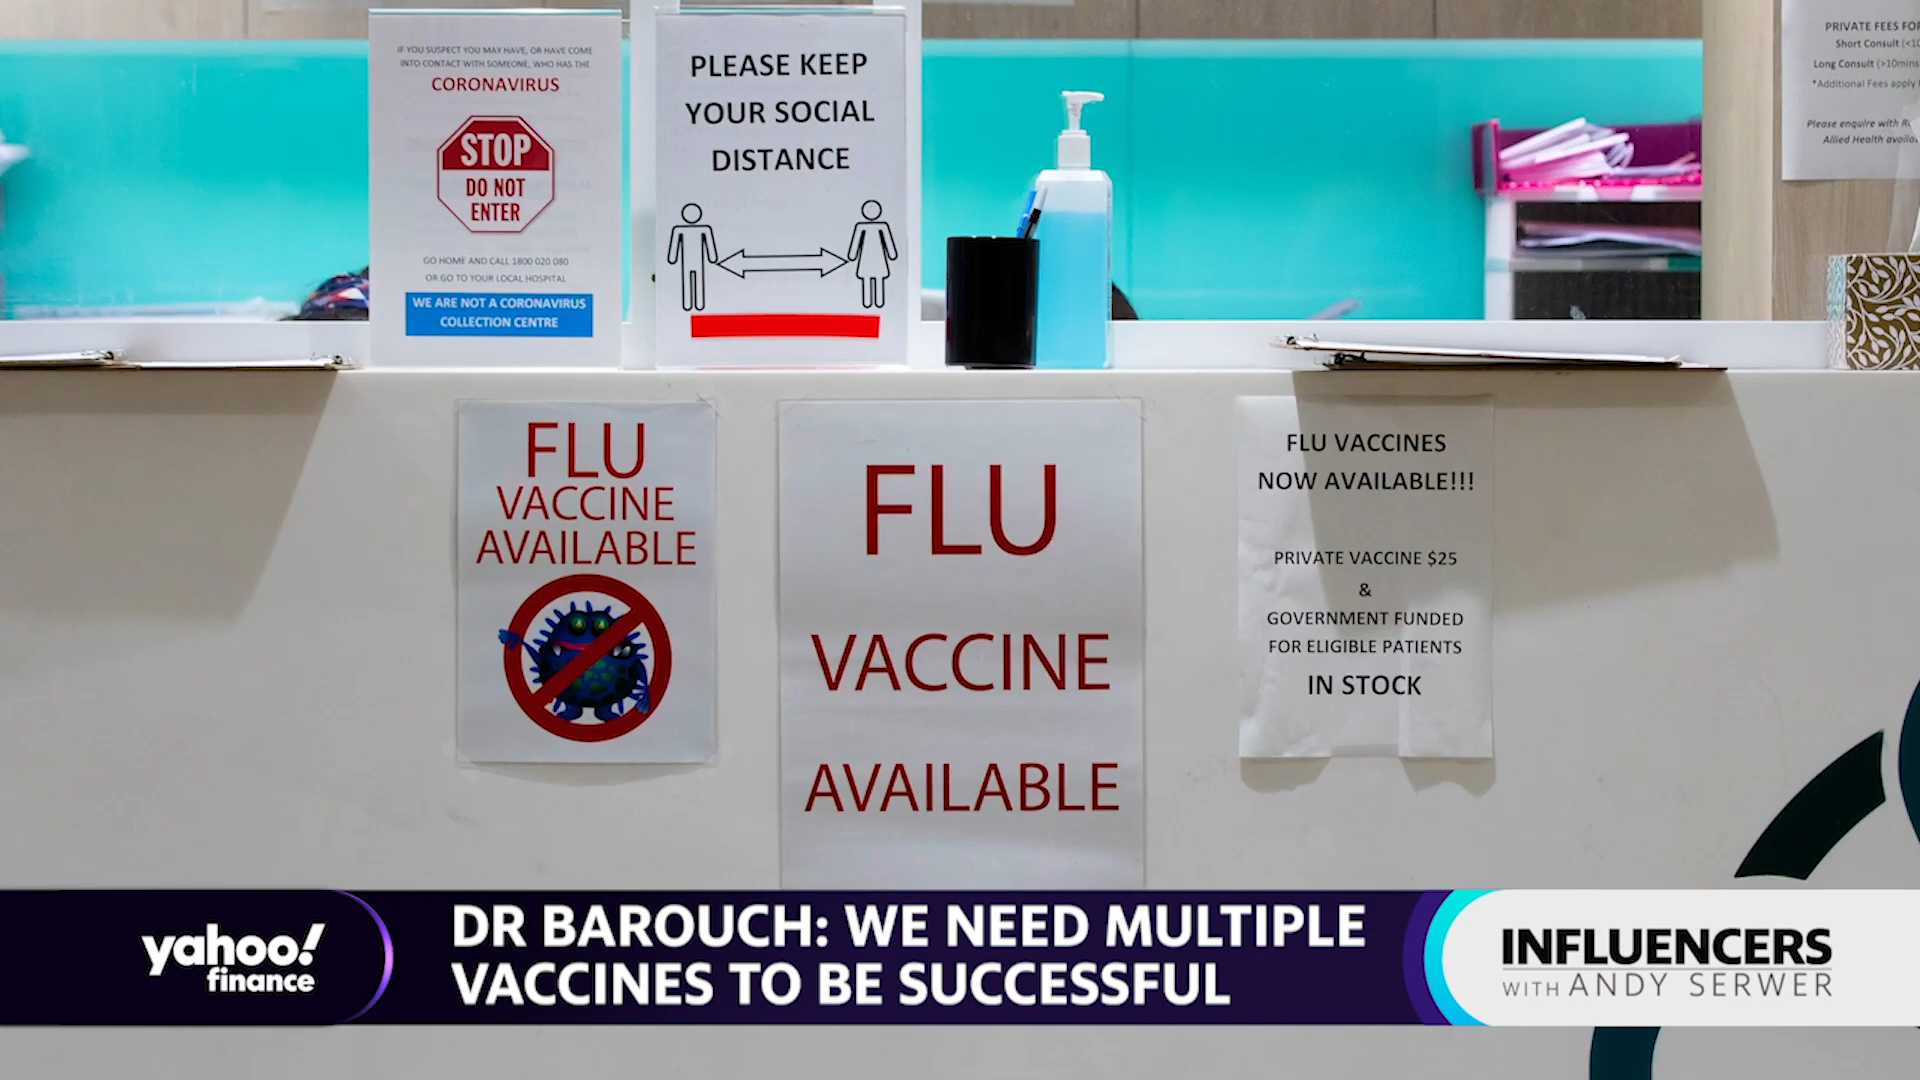 IF YOU SUSPECT YOU MAY HAVE, OR HAVE COME
INTO CONTACT WITH SOMEONE, WHO HAS THE
CORONAVIRUS
STOP
DO NOT
ENTER
GO HOME AND CALL 1800 020 080
OR GO TO YOUR LOCAL HOSPITAL
WE ARE NOT A CORONAVIRUS
COLLECTION CENTRE
PLEASE KEEP
YOUR SOCIAL
DISTANCE
PRIVATE FEES FOR
Short Consult (<10
Long Consult (>10mins
*Additional Fees apply
Please enquire with
Allied Health
FLU
VACCINE
AVAILABLE
FLU
VACCINE
AVAILABLE
FLU VACCINES
NOW AVAILABLE!!!
PRIVATE VACCINE $25
&
GOVERNMENT FUNDED
FOR ELIGIBLE PATIENTS
IN STOCK
yahoo!
finance
DR BAROUCH: WE NEED MULTIPLE
VACCINES TO BE SUCCESSFUL
INFLUENCERS
WITH ANDY SERWER